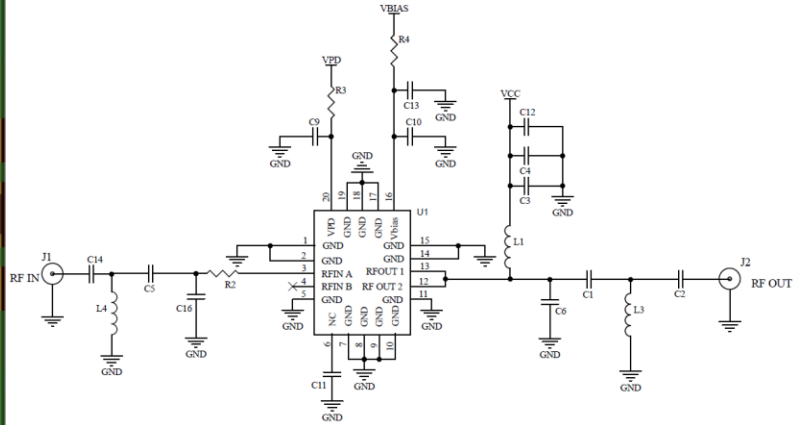 VBIAS
R4
VPD
R3
C13
GND
VCC
C9
C10
C12
GND
GND
GND
C4
C3
GND
20
19
18
17
16
U1
VPD
GND
GND
GND
Vbias
L1
1
GND
GND
15
2
GND
GND
14
J1
C14
3
RFIN A
RFOUT 1
13
J2
RF IN
C5
R2
4
RFIN B
RF OUT 2
12
RF OUT
5
GND
GND
11
C1
C2
L4
C16
GND
NC
GND
GND
GND
GND
GND
C6
L3
6
7
8
9
10
GND
GND
GND
C11
GND
GND
GND